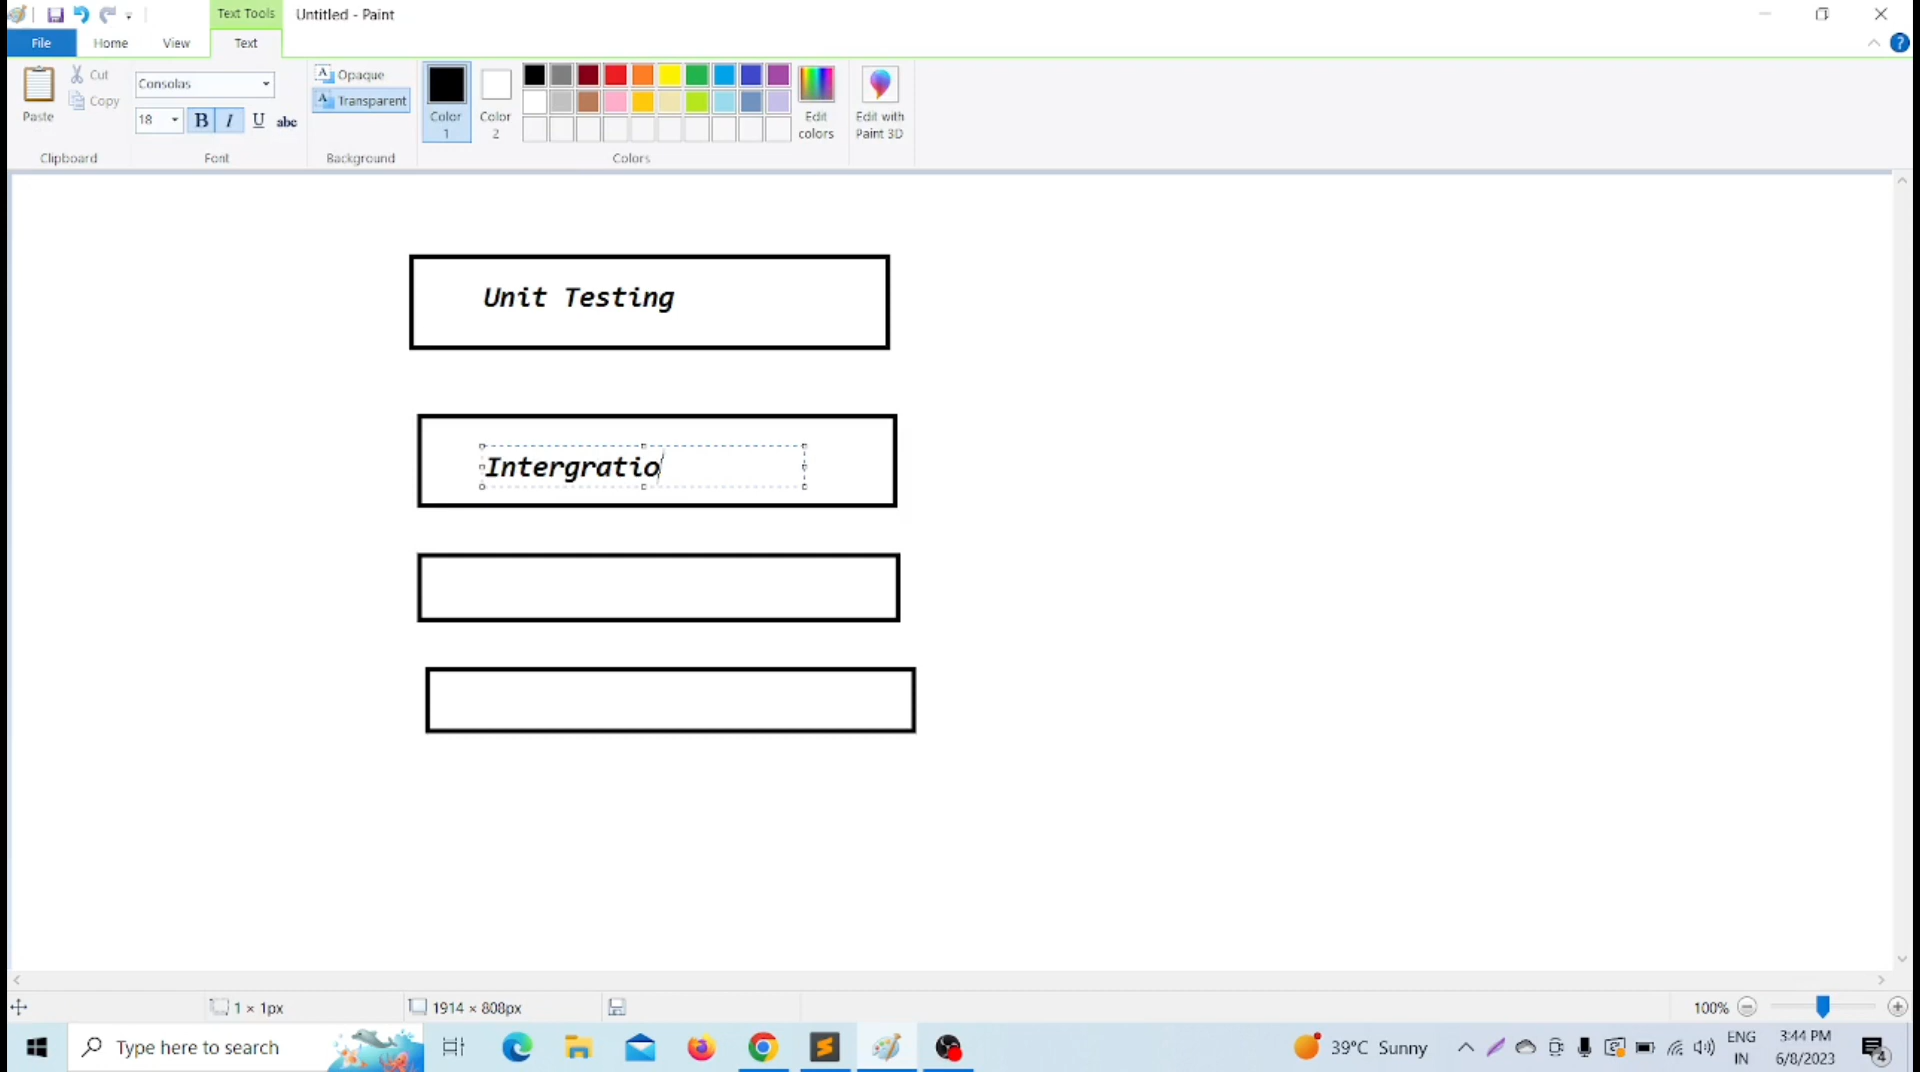 Text Tools
Untitled - Paint
File
Home
View
Text
?
Paste
Cut
Copy
Clipboard
Consolas
18
B
I
U
abc
Font
A
Opaque
A
Transparent
Background
Color
1
Color
2
Edit
colors
Colors
Edit with
Paint 3D
Unit Testing
Intergratio
1 × 1px
1914 × 808px
100%
Type here to search
39°C Sunny
ENG
IN
3:44 PM
6/8/2023
4